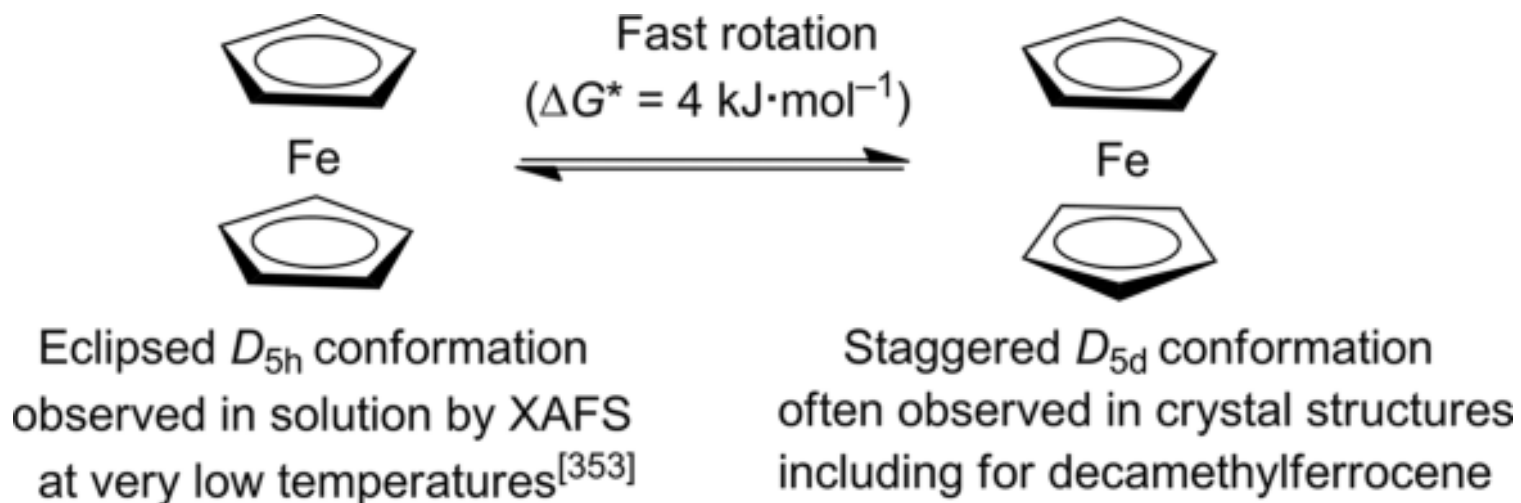 Fast rotation
(ΔG* = 4 kJ·mol⁻¹)
Fe
Fe
Eclipsed D₅ₕ conformation
observed in solution by XAFS
at very low temperatures[353]
Staggered D5d conformation
often observed in crystal structures
including for decamethylferrocene